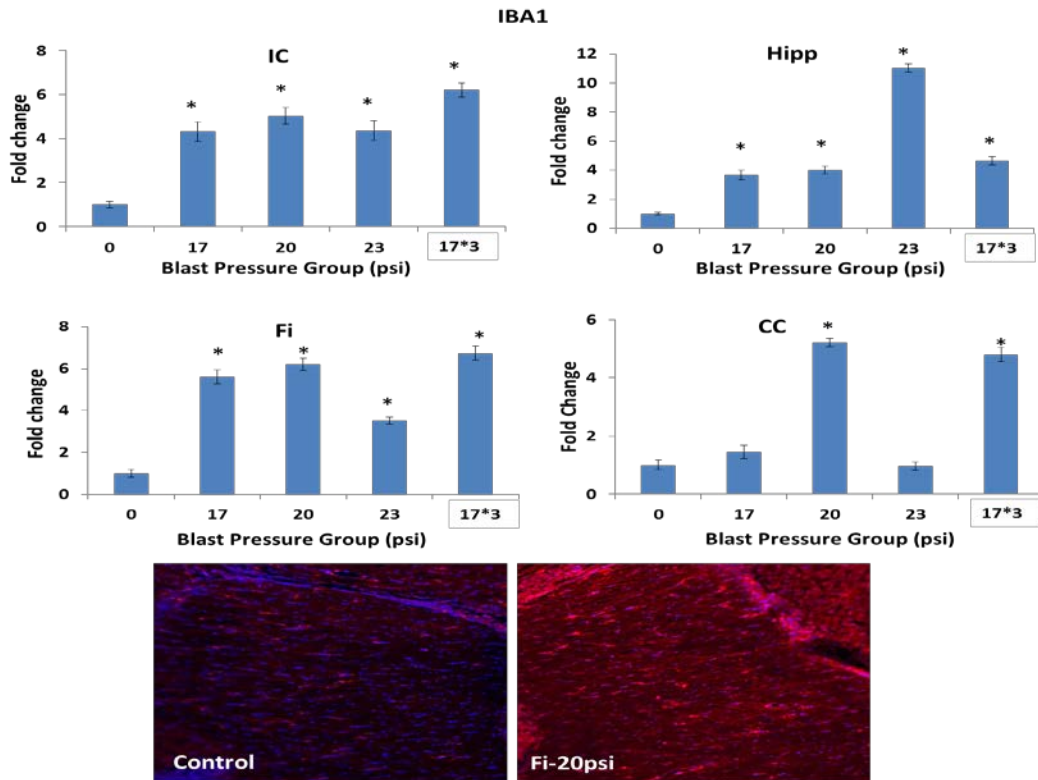 IBA1
IC
Fold change
8
6
4
2
0
*
*
*
*
0 17 20 23 17*3
Blast Pressure Group (psi)
Hipp
Fold change
12
10
8
6
4
2
0
*
*
*
*
0 17 20 23 17*3
Blast Pressure Group (psi)
Fi
Fold change
8
6
4
2
0
*
*
*
*
0 17 20 23 17*3
Blast Pressure Group (psi)
CC
Fold Change
6
4
2
0
*
*
0 17 20 23 17*3
Blast Pressure Group (psi)
Control
Fi-20psi